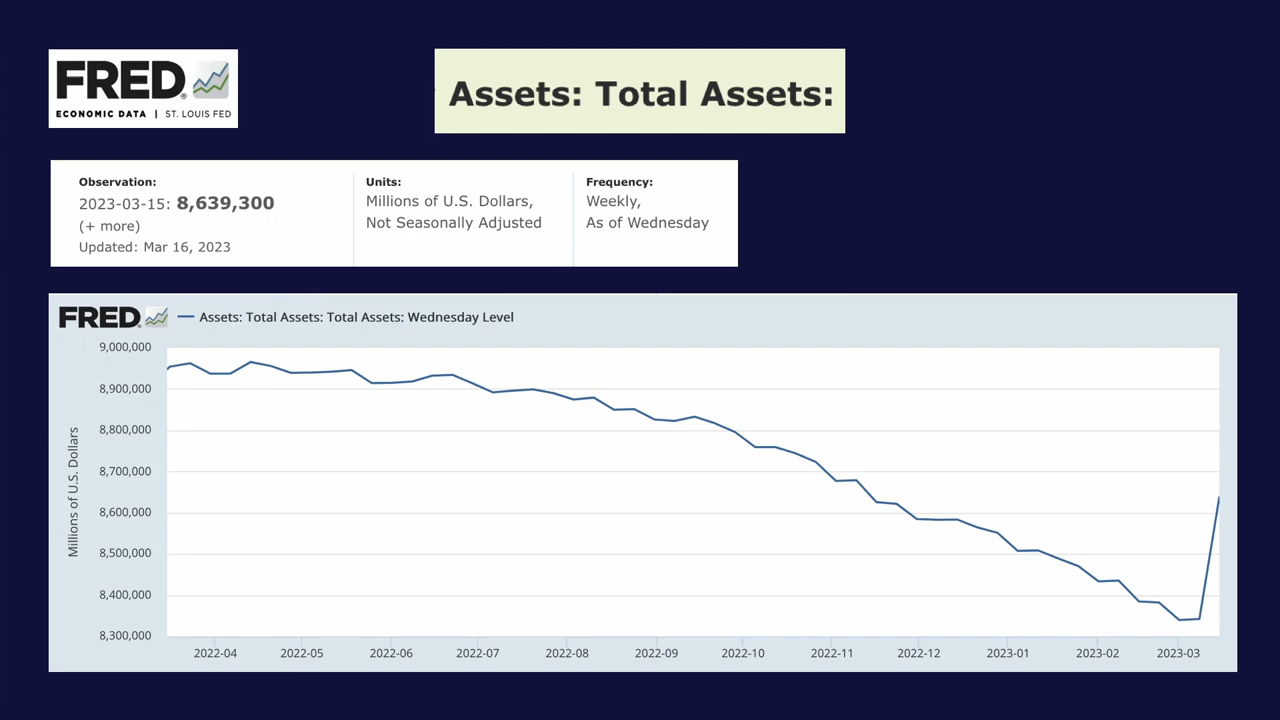 FRED®
ECONOMIC DATA | ST. LOUIS FED
Assets: Total Assets:
Observation:
2023-03-15: 8,639,300
(+ more)
Updated: Mar 16, 2023
Units:
Millions of U.S. Dollars,
Not Seasonally Adjusted
Frequency:
Weekly,
As of Wednesday
FRED
Assets: Total Assets: Total Assets: Wednesday Level
Millions of U.S. Dollars
9,000,000
8,900,000
8,800,000
8,700,000
8,600,000
8,500,000
8,400,000
8,300,000
2022-04 2022-05 2022-06 2022-07 2022-08 2022-09 2022-10 2022-11 2022-12 2023-01 2023-02 2023-03